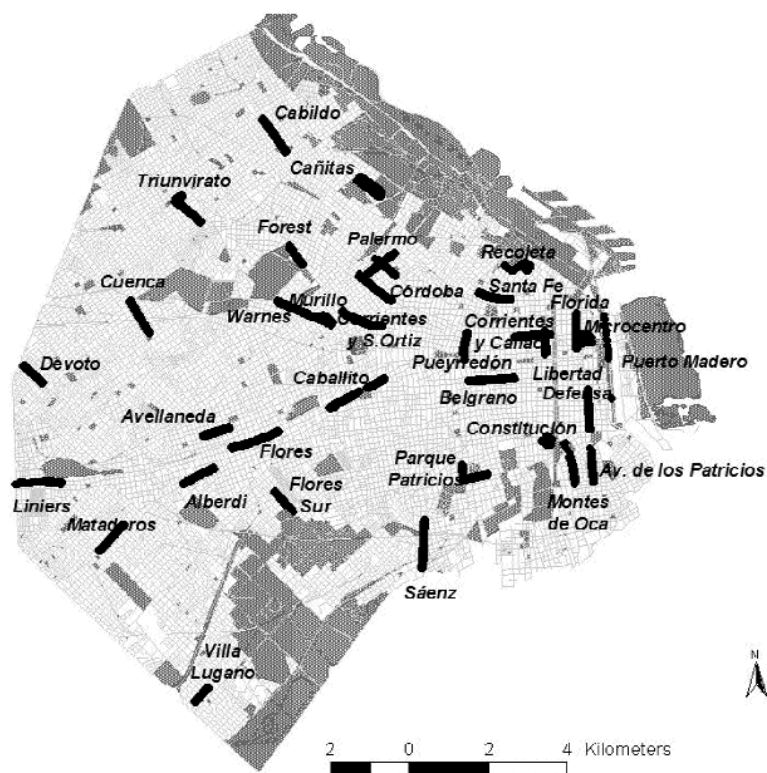 Cabildo
Cañitas
Triunvirato
Forest
Palermo
Recoleta
Cuenca
Santa Fe
Córdoba
Florida
Murillo
Warnes
Corrientes
y S.Ortiz
Corrientes
y Callao
Microcentro
Pueyrredón
Puerto Madero
Devoto
Caballito
Libertad
Belgrano
Defensa
Avellaneda
Constitución
Flores
Parque
Patricios
Av. de los Patricios
Liniers
Alberdi
Flores
Sur
Montes
de Oca
Mataderos
Sáenz
Villa
Lugano
N
2 0 2 4 Kilometers